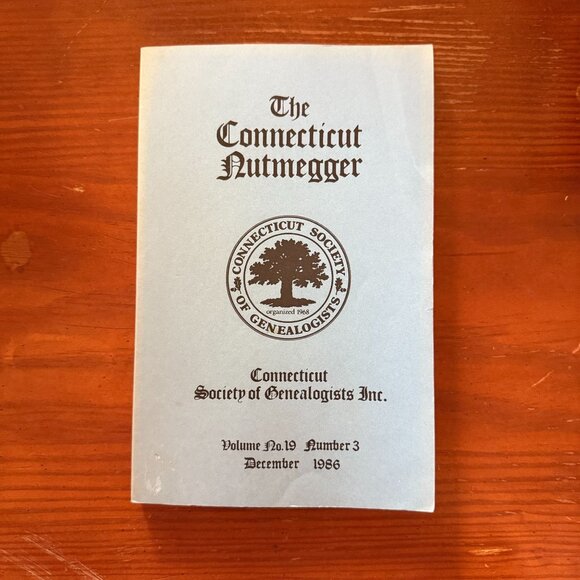 The
Connecticut
Nutmegger
CONNECTICUT SOCIETY
OF GENEALOGISTS
organized 1968
Connecticut
Society of Genealogists Inc.
Volume No.19 Number 3
December 1986